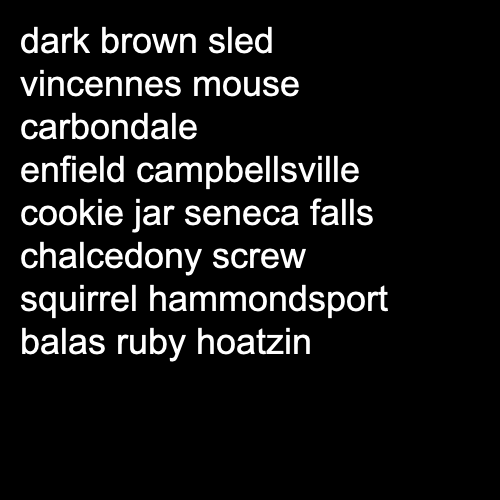 dark brown sled
vincennes mouse
carbondale
enfield campbellsville
cookie jar seneca falls
chalcedony screw
squirrel hammondsport
balas ruby hoatzin